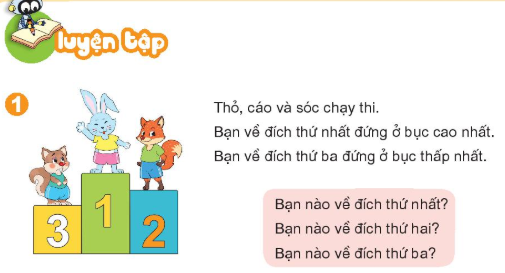 luyện tập
1
Thỏ, cáo và sóc chạy thi.
Bạn về đích thứ nhất đứng ở bục cao nhất.
Bạn về đích thứ ba đứng ở bục thấp nhất.
3 1 2
Bạn nào về đích thứ nhất?
Bạn nào về đích thứ hai?
Bạn nào về đích thứ ba?